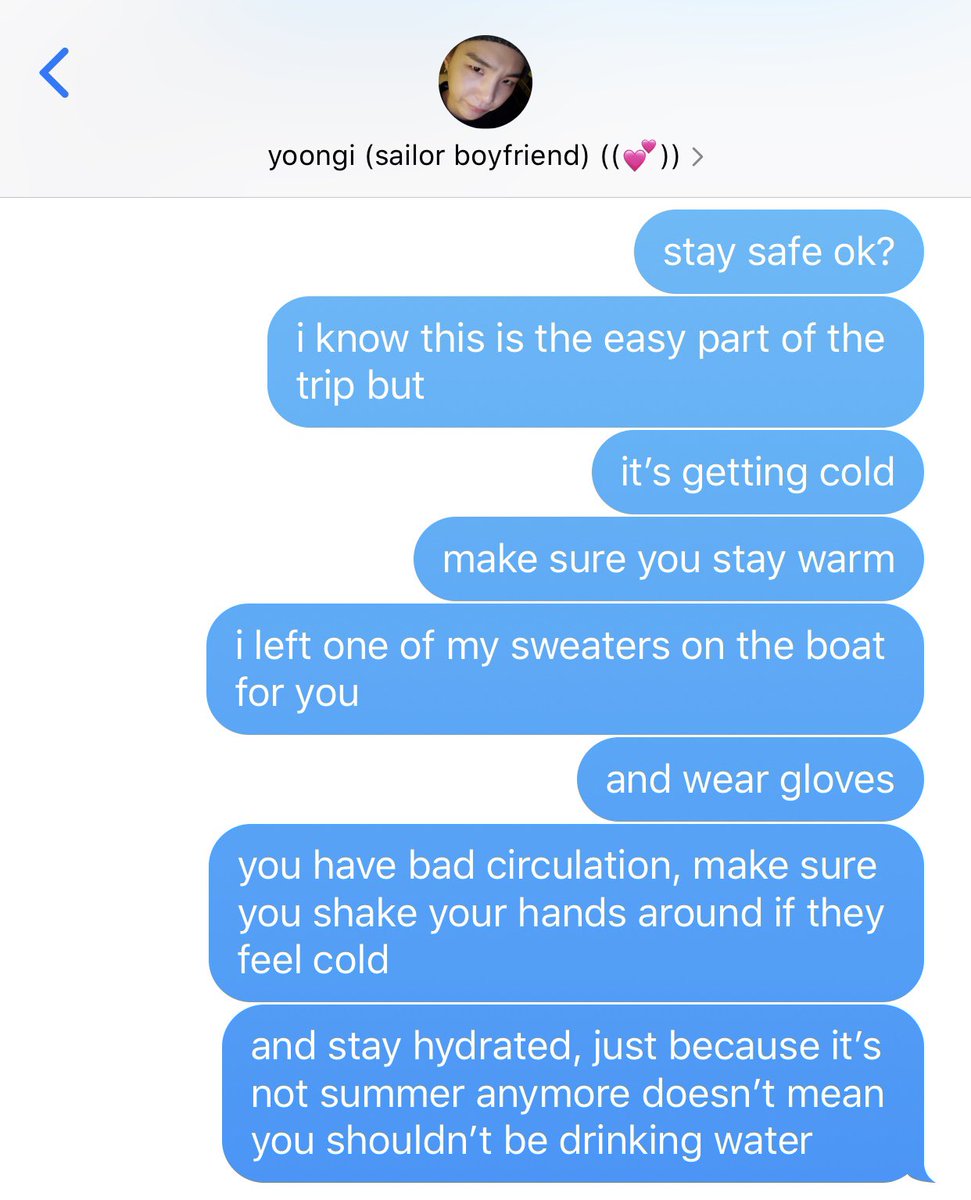 yoongi (sailor boyfriend) ((💕)) >
stay safe ok?
i know this is the easy part of the
trip but
it’s getting cold
make sure you stay warm
i left one of my sweaters on the boat
for you
and wear gloves
you have bad circulation, make sure
you shake your hands around if they
feel cold
and stay hydrated, just because it’s
not summer anymore doesn’t mean
you shouldn’t be drinking water